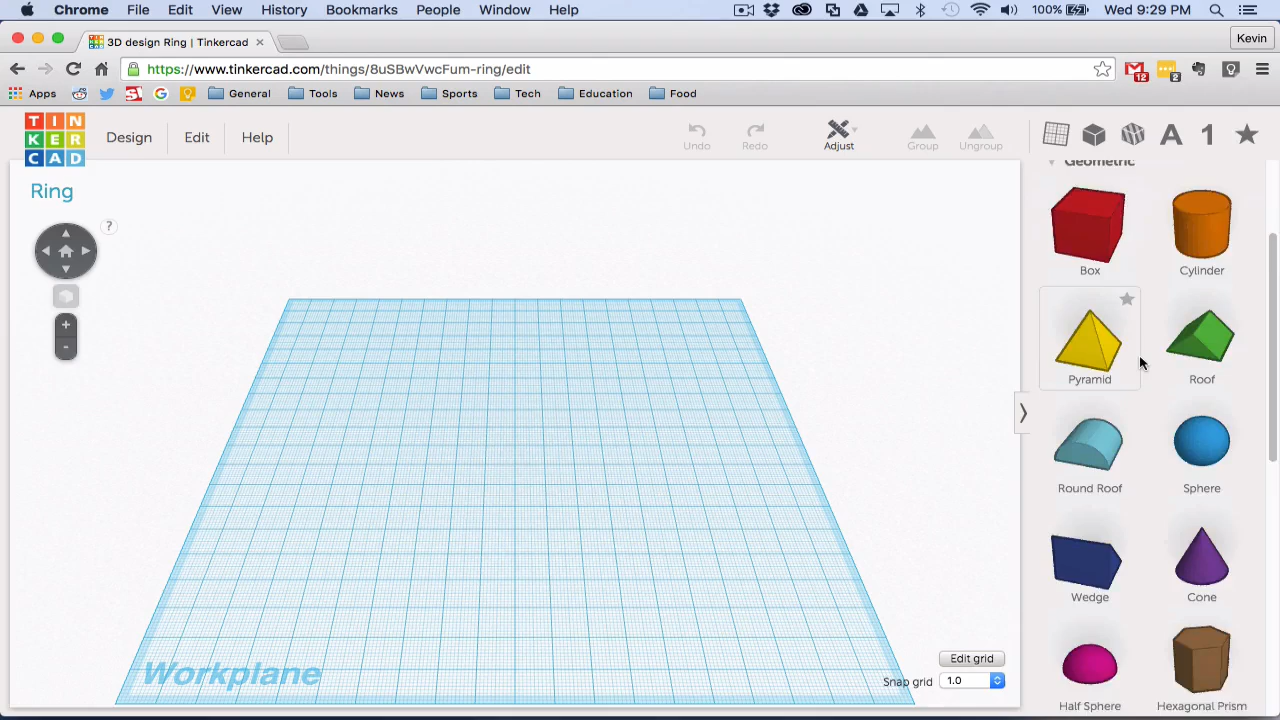 Chrome File Edit View History Bookmarks People Window Help 100% Wed 9:29 PM
3D design Ring | Tinkercad Kevin
https://www.tinkercad.com/things/8uSBwVwcFum-ring/edit 12 2
Apps General Tools News Sports Tech Education Food
TIN
KER
CAD
Design Edit Help Undo Redo Adjust Group Ungroup A 1
Ring
?
Geometric
Box Cylinder
Pyramid Roof
Round Roof Sphere
Wedge Cone
Half Sphere Hexagonal Prism
+
-
Workplane
Edit grid
Snap grid 1.0